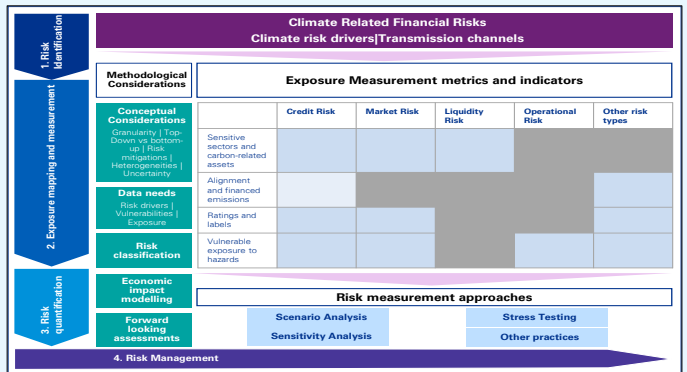 1. Risk
Identification
Climate Related Financial Risks
Climate risk drivers|Transmission channels
2. Exposure mapping and measurement
Methodological
Considerations
Exposure Measurement metrics and indicators
Conceptual
Considerations
Granularity | Top-
Down vs bottom-
up | Risk
mitigations |
Heterogeneities |
Uncertainty
Data needs
Risk drivers |
Vulnerabilities |
Exposure
Risk
classification
Credit Risk
Market Risk
Liquidity
Risk
Operational
Risk
Other risk
types
Sensitive
sectors and
carbon-related
assets
Alignment
and financed
emissions
Ratings and
labels
Vulnerable
exposure to
hazards
3. Risk
quantification
Economic
impact
modelling
Forward
looking
assessments
Risk measurement approaches
Scenario Analysis
Stress Testing
Sensitivity Analysis
Other practices
4. Risk Management